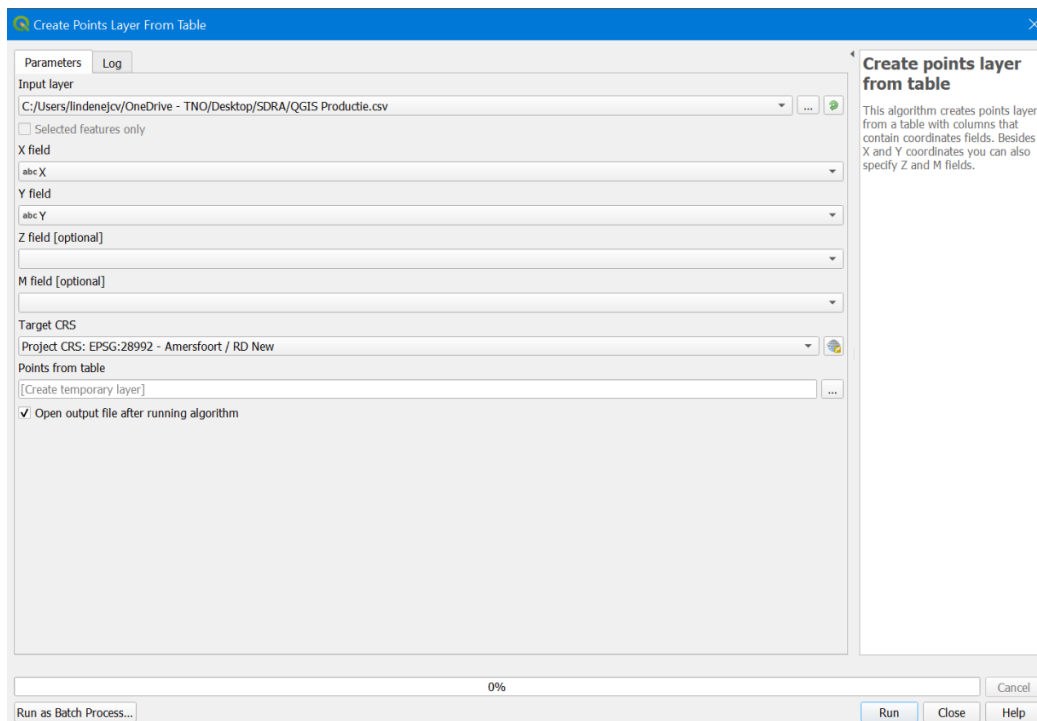 Create Points Layer From Table
Parameters
Log
Input layer
C:/Users/lindenejcv/OneDrive - TNO/Desktop/SDRA/QGIS Productie.csv
...
Selected features only
X field
abc X
Y field
abc Y
Z field [optional]
M field [optional]
Target CRS
Project CRS: EPSG:28992 - Amersfoort / RD New
Points from table
[Create temporary layer]
...
Open output file after running algorithm
Create points layer
from table
This algorithm creates points layer
from a table with columns that
contain coordinates fields. Besides
X and Y coordinates you can also
specify Z and M fields.
0%
Cancel
Run as Batch Process...
Run
Close
Help